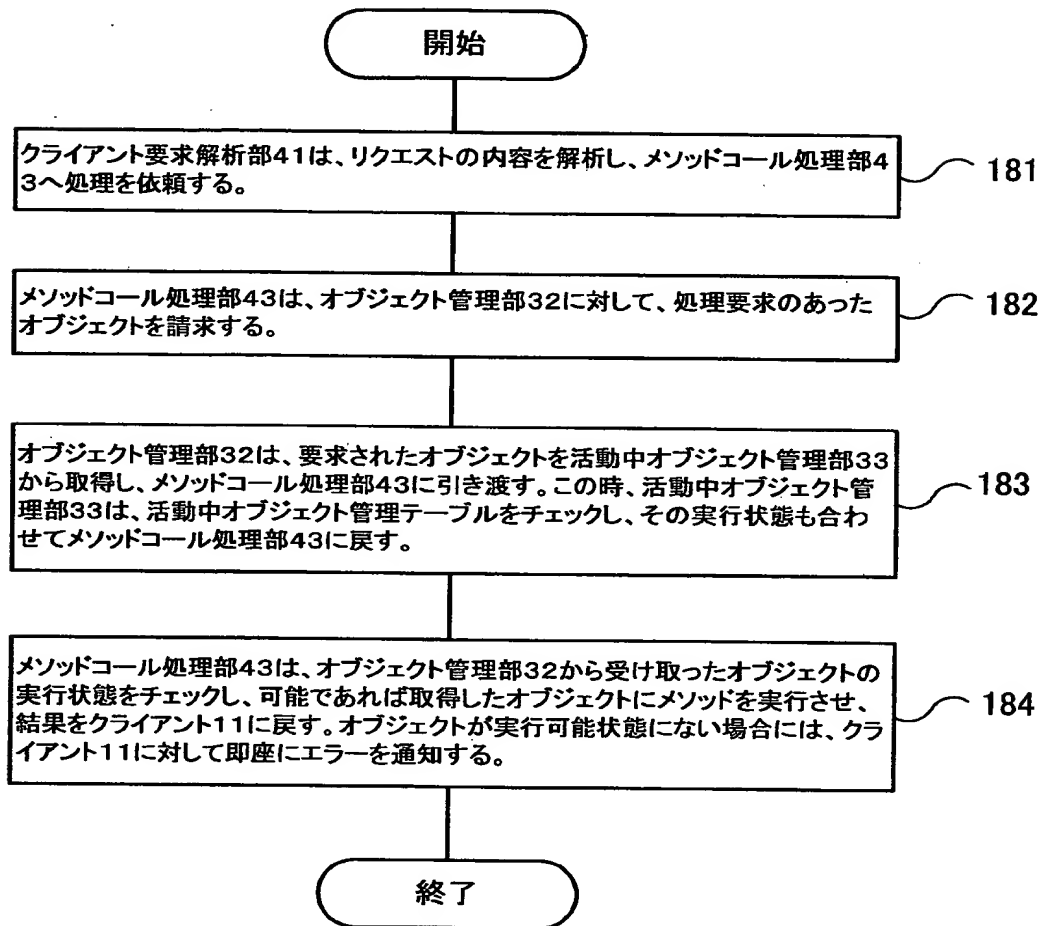 開始
クライアント要求解析部41は、リクエストの内容を解析し、メソッドコール処理部4
3へ処理を依頼する。
181
メソッドコール処理部43は、オブジェクト管理部32に対して、処理要求のあった
オブジェクトを請求する。
182
オブジェクト管理部32は、要求されたオブジェクトを活動中オブジェクト管理部33
から取得し、メソッドコール処理部43に引き渡す。この時、活動中オブジェクト管
理部33は、活動中オブジェクト管理テーブルをチェックし、その実行状態も合わ
せてメソッドコール処理部43に戻す。
183
メソッドコール処理部43は、オブジェクト管理部32から受け取ったオブジェクトの
実行状態をチェックし、可能であれば取得したオブジェクトにメソッドを実行させ、
結果をクライアント11に戻す。オブジェクトが実行可能状態にない場合には、クラ
イアント11に対して即座にエラーを通知する。
184
終了